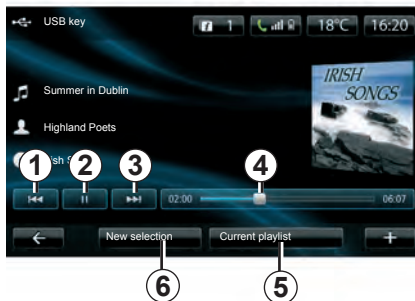 USB key
1
18°C
16:20
IRISH
SONGS
Summer in Dublin
Highland Poets
1
2
3
4
02:00
06:07
New selection
Current playlist
6
5